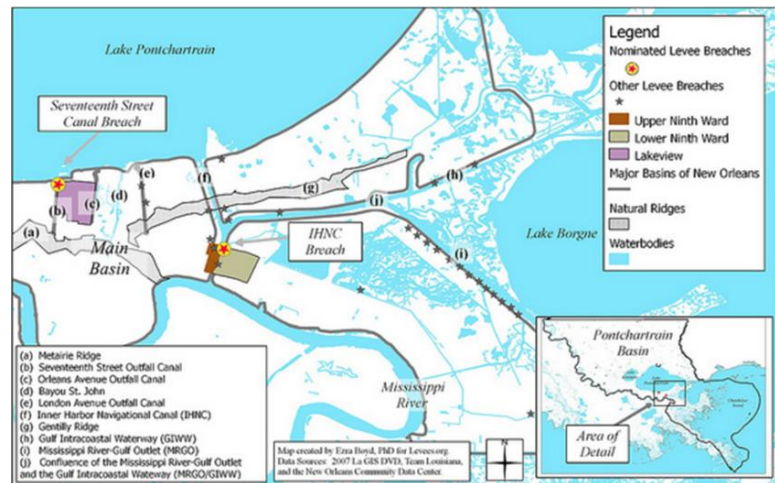 Lake Pontchartrain
Seventeenth Street
Canal Breach
(a)
(b)
(c)
(d)
(e)
(f)
(g)
(h)
(j)
(i)
Main
Basin
IHNC
Breach
Lake Borgne
Mississippi
River
Legend
Nominated Levee Breaches
Other Levee Breaches
Upper Ninth Ward
Lower Ninth Ward
Lakeview
Major Basins of New Orleans
Natural Ridges
Waterbodies
(a) Metairie Ridge
(b) Seventeenth Street Outfall Canal
(c) Orleans Avenue Outfall Canal
(d) Bayou St. John
(e) London Avenue Outfall Canal
(f) Inner Harbor Navigational Canal (IHNC)
(g) Gentilly Ridge
(h) Gulf Intracoastal Waterway (GIWW)
(i) Mississippi River-Gulf Outlet (MRGO)
(j) Confluence of the Mississippi River-Gulf Outlet
and the Gulf Intracoastal Waterway (MRGO/GIWW)
Map created by Ezra Boyd, PhD for Levees.org.
Data Sources: 2007 La GIS DVD, Team Louisiana,
and the New Orleans Community Data Center.
N
Pontchartrain
Basin
Area of
Detail